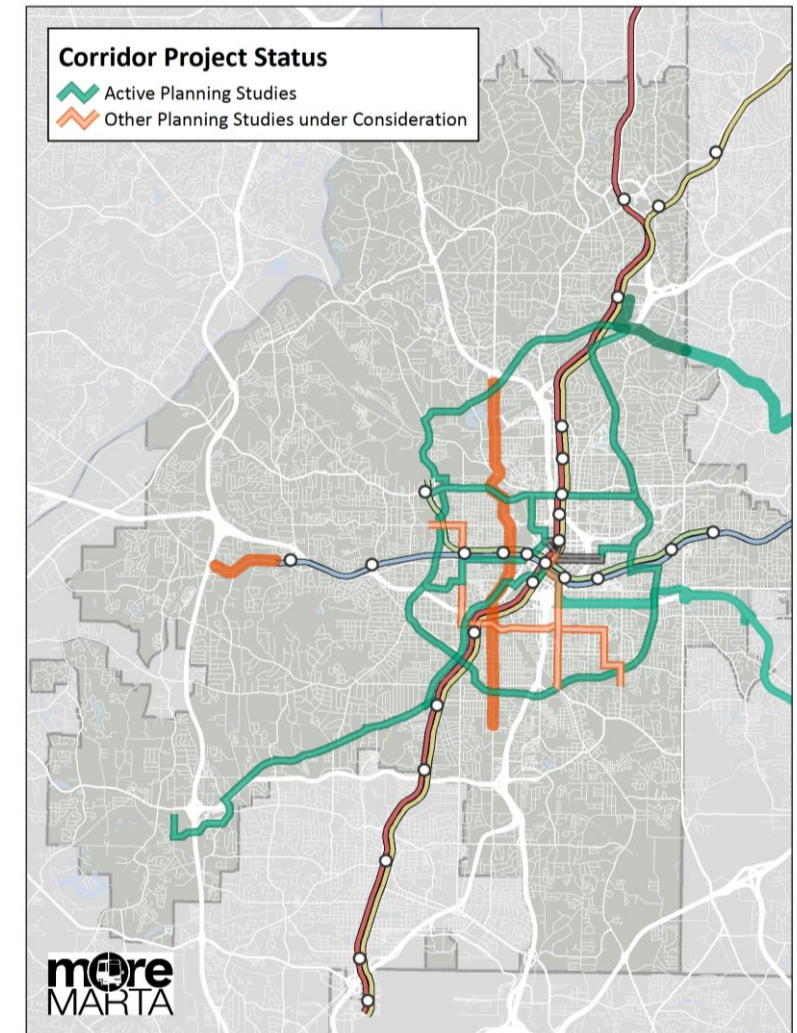 Corridor Project Status
Active Planning Studies
Other Planning Studies under Consideration
more
MARTA